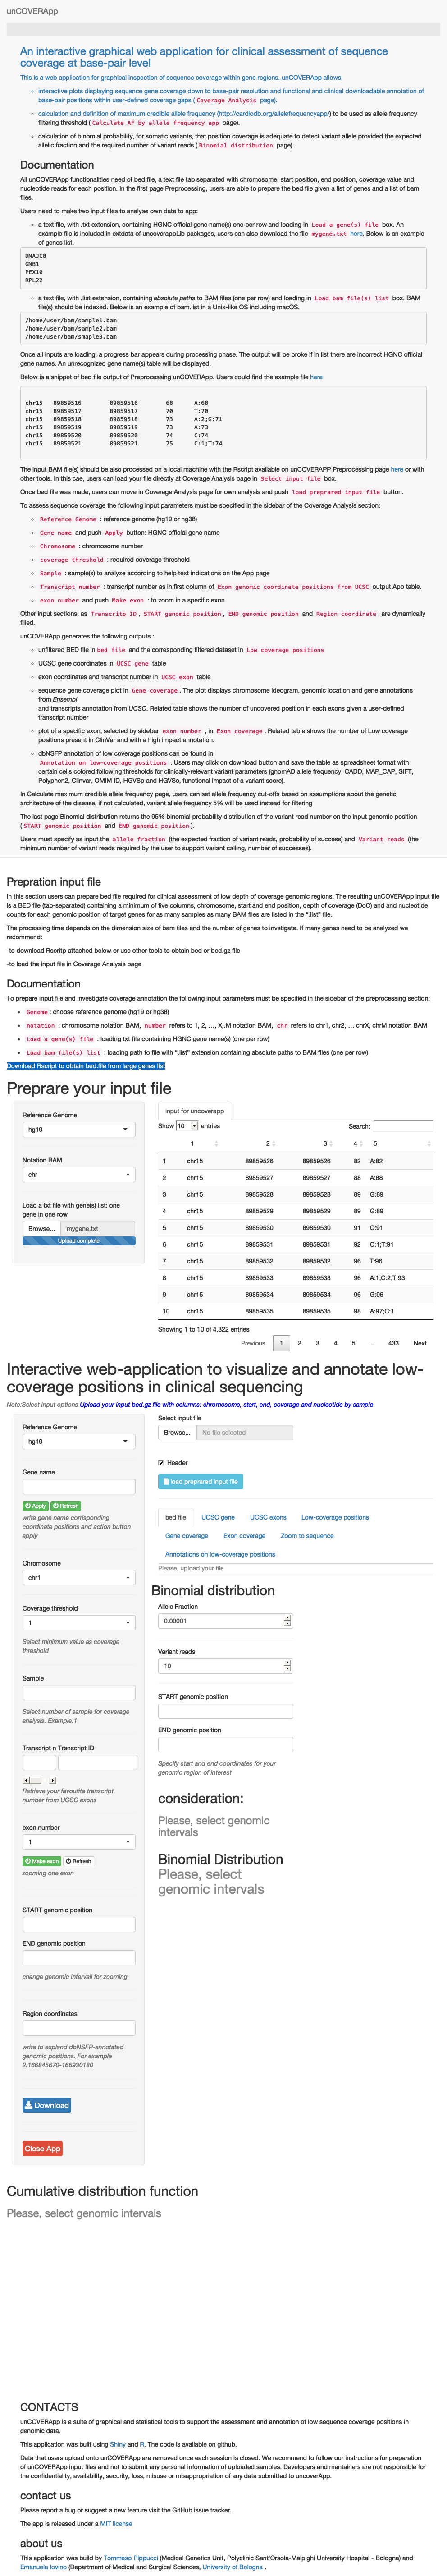 unCOVERApp
An interactive graphical web application for clinical assessment of sequence
coverage at base-pair level
This is a web application for graphical inspection of sequence coverage within gene regions. unCOVERApp allows:
interactive plots displaying sequence gene coverage down to base-pair resolution and functional and clinical downloadable annotation of
base-pair positions within user-defined coverage gaps ( Coverage Analysis page).
calculation and definition of maximum credible allele frequency (http://cardiodb.org/allelefrequencyapp/) to be used as allele frequency
filtering threshold ( Calculate AF by allele frequency app page).
calculation of binomial probability, for somatic variants, that position coverage is adequate to detect variant allele provided the expected
allelic fraction and the required number of variant reads ( Binomial distribution page).
Documentation
All unCOVERApp functionalities need of bed file, a text file tab separated with chromosome, start position, end position, coverage value and
nucleotide reads for each position. In the first page Preprocessing, users are able to prepare the bed file given a list of genes and a list of bam
files.
Users need to make two input files to analyse own data to app:
a text file, with .txt extension, containing HGNC official gene name(s) one per row and loading in Load a gene(s) file box. An
example file is included in extdata of uncoverappLib packages, users can also download the file mygene.txt here. Below is an example
of genes list.
DNAJC8
GNB1
PEX10
RPL22
a text file, with .list extension, containing absolute paths to BAM files (one per row) and loading in Load bam file(s) list box. BAM
file(s) should be indexed. Below is an example of bam.list in a Unix-like OS including macOS.
/home/user/bam/sample1.bam
/home/user/bam/sample2.bam
/home/user/bam/smaple3.bam
Once all inputs are loading, a progress bar appears during processing phase. The output will be broke if in list there are incorrect HGNC official
gene names. An unrecognized gene name(s) table will be displayed.
Below is a snippet of bed file output of Preprocessing unCOVERApp. Users could find the example file here
chr15 89859516 89859516 68 A:68
chr15 89859517 89859517 70 T:70
chr15 89859518 89859518 73 A:2;G:71
chr15 89859519 89859519 73 A:73
chr15 89859520 89859520 74 C:74
chr15 89859521 89859521 75 C:1;T:74
The input BAM file(s) should be also processed on a local machine with the Rscript available on unCOVERAPP Preprocessing page here or with
other tools. In this case, users can load your file directly at Coverage Analysis page in Select input file box.
Once bed file was made, users can move in Coverage Analysis page for own analysis and push load preprared input file button.
To assess sequence coverage the following input parameters must be specified in the sidebar of the Coverage Analysis section:
Reference Genome : reference genome (hg19 or hg38)
Gene name and push Apply button: HGNC official gene name
Chromosome : chromosome number
coverage threshold : required coverage threshold
Sample : sample(s) to analyze according to help text indications on the App page
Transcript number : transcript number as in first column of Exon genomic coordinate positions from UCSC output App table.
exon number and push Make exon : to zoom in a specific exon
Other input sections, as Transcritp ID , START genomic position , END genomic position and Region coordinate , are dynamically
filled.
unCOVERApp generates the following outputs :
unfiltered BED file in bed file and the corresponding filtered dataset in Low coverage positions
UCSC gene coordinates in UCSC gene table
exon coordinates and transcript number in UCSC exon table
sequence gene coverage plot in Gene coverage . The plot displays chromosome ideogram, genomic location and gene annotations
from Ensembl
and transcripts annotation from UCSC. Related table shows the number of uncovered position in each exons given a user-defined
transcript number
plot of a specific exon, selected by sidebar exon number , in Exon coverage . Related table shows the number of Low coverage
positions present in ClinVar and with a high impact annotation.
dbNSFP annotation of low coverage positions can be found in
Annotation on low-coverage positions . Users may click on download button and save the table as spreadsheet format with
certain cells colored following thresholds for clinically-relevant variant parameters (gnomAD allele frequency, CADD, MAP_CAP, SIFT,
Polyphen2, Clinvar, OMIM ID, HGVSp and HGVSc, functional impact of a variant score).
In Calculate maximum credible allele frequency page, users can set allele frequency cut-offs based on assumptions about the genetic
architecture of the disease, if not calculated, variant allele frequency 5% will be used instead for filtering
The last page Binomial distribution returns the 95% binomial probability distribution of the variant read number on the input genomic position
( START genomic position and END genomic position ).
Users must specify as input the allele fraction (the expected fraction of variant reads, probability of success) and Variant reads (the
minimum number of variant reads required by the user to support variant calling, number of successes).
Prepration input file
In this section users can prepare bed file required for clinical assessment of low depth of coverage genomic regions. The resulting unCOVERApp input file
is a BED file (tab-separated) containing a minimum of five columns, chromosome, start and end position, depth of coverage (DoC) and and nucleotide
counts for each genomic position of target genes for as many samples as many BAM files are listed in the ".list" file.
The processing time depends on the dimension size of bam files and the number of genes to invstigate. If many genes need to be analyzed we
recommend:
-to download Rscritp attached below or use other tools to obtain bed or bed.gz file
-to load the input file in Coverage Analysis page
Documentation
To prepare input file and investigate coverage annotation the following input parameters must be specified in the sidebar of the preprocessing section:
Genome : choose reference genome (hg19 or hg38)
notation : chromosome notation BAM, number refers to 1, 2, …, X,.M notation BAM, chr refers to chr1, chr2, … chrX, chrM notation BAM
Load a gene(s) file : loading txt file containing HGNC gene name(s) (one per row)
Load bam file(s) list : loading path to file with ".list" extension containing absolute paths to BAM files (one per row)
Download Rscript to obtain bed.file from large genes list
Preprare your input file
Reference Genome
hg19
Notation BAM
chr
Load a txt file with gene(s) list: one
gene in one row
Browse... mygene.txt
Upload complete
input for uncoverapp
Show 10 entries Search:
1 2 3 4 5
1 chr15 89859526 89859526 82 A:82
2 chr15 89859527 89859527 88 A:88
3 chr15 89859528 89859528 89 G:89
4 chr15 89859529 89859529 89 G:89
5 chr15 89859530 89859530 91 C:91
6 chr15 89859531 89859531 92 C:1;T:91
7 chr15 89859532 89859532 96 T:96
8 chr15 89859533 89859533 96 A:1;C:2;T:93
9 chr15 89859534 89859534 96 G:96
10 chr15 89859535 89859535 98 A:97;C:1
Showing 1 to 10 of 4,322 entries
Previous 1 2 3 4 5 … 433 Next
Interactive web-application to visualize and annotate low-
coverage positions in clinical sequencing
Note:Select input options Upload your input bed.gz file with columns: chromosome, start, end, coverage and nucleotide by sample
Reference Genome
hg19
Gene name
Apply Refresh
write gene name corrisponding
coordinate positions and action button
apply
Chromosome
chr1
Coverage threshold
1
Select minimum value as coverage
threshold
Sample
Select number of sample for coverage
analysis. Example:1
Transcript n Transcript ID
Retrieve your favourite transcript
number from UCSC exons
exon number
1
Make exon Refresh
zooming one exon
START genomic position
END genomic position
change genomic intervall for zooming
Region coordinates
write to expland dbNSFP-annotated
genomic positions. For example
2:166845670-166930180
Download
Close App
Select input file
Browse... No file selected
Header
load preprared input file
bed file UCSC gene UCSC exons Low-coverage positions
Gene coverage Exon coverage Zoom to sequence
Annotations on low-coverage positions
Please, upload your file
Binomial distribution
Allele Fraction
0.00001
Variant reads
10
START genomic position
END genomic position
Specify start and end coordinates for your
genomic region of interest
consideration:
Please, select genomic
intervals
Binomial Distribution
Please, select
genomic intervals
Cumulative distribution function
Please, select genomic intervals
CONTACTS
unCOVERApp is a suite of graphical and statistical tools to support the assessment and annotation of low sequence coverage positions in
genomic data.
This application was built using Shiny and R. The code is available on github.
Data that users upload onto unCOVERApp are removed once each session is closed. We recommend to follow our instructions for preparation
of unCOVERApp input files and not to submit any personal information of uploaded samples. Developers and mantainers are not responsible for
the confidentiality, availability, security, loss, misuse or misappropriation of any data submitted to uncoverApp.
contact us
Please report a bug or suggest a new feature visit the GitHub issue tracker.
The app is released under a MIT license
about us
This application was build by Tommaso Pippucci (Medical Genetics Unit, Polyclinic Sant'Orsola-Malpighi University Hospital - Bologna) and
Emanuela Iovino (Department of Medical and Surgical Sciences, University of Bologna .